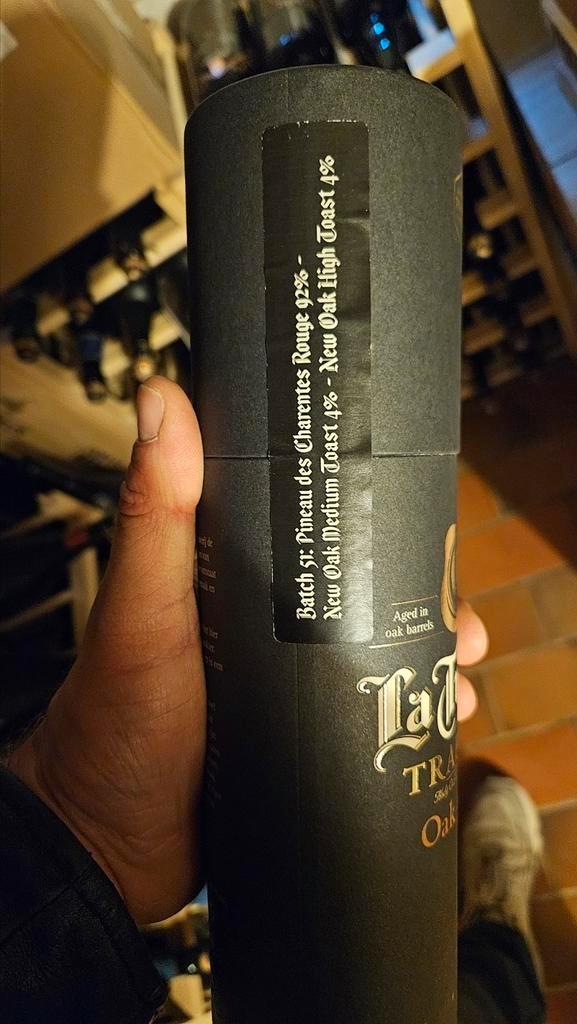 Batch 51: Pineau des Charentes Rouge 92% -
New Oak Medium Toast 4% - New Oak High Toast 4%
Aged in
oak barrels
La T
TRA
Oak